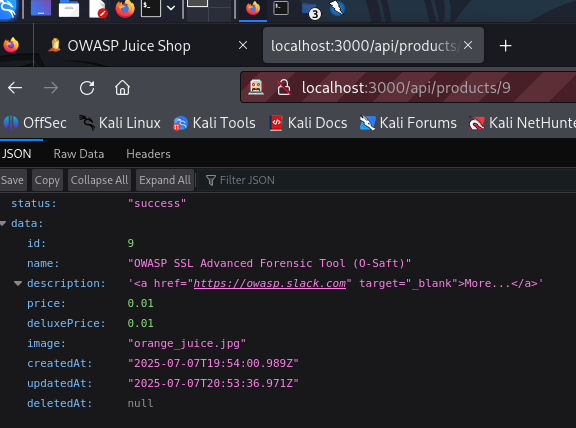 3
OWASP Juice Shop
localhost:3000/api/products/
localhost:3000/api/products/9
OffSec Kali Linux Kali Tools Kali Docs Kali Forums Kali NetHunte
JSON Raw Data Headers
Save Copy Collapse All Expand All Filter JSON
status: "success"
data:
id: 9
name: "OWASP SSL Advanced Forensic Tool (O-Saft)"
description: '<a href="https://owasp.slack.com" target="_blank">More...</a>'
price: 0.01
deluxePrice: 0.01
image: "orange_juice.jpg"
createdAt: "2025-07-07T19:54:00.989Z"
updatedAt: "2025-07-07T20:53:36.971Z"
deletedAt: null